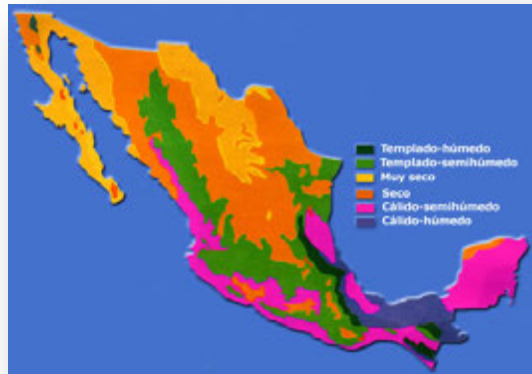 Templado-húmedo
Templado-semihúmedo
Muy seco
Seco
Cálido-semihúmedo
Cálido-húmedo